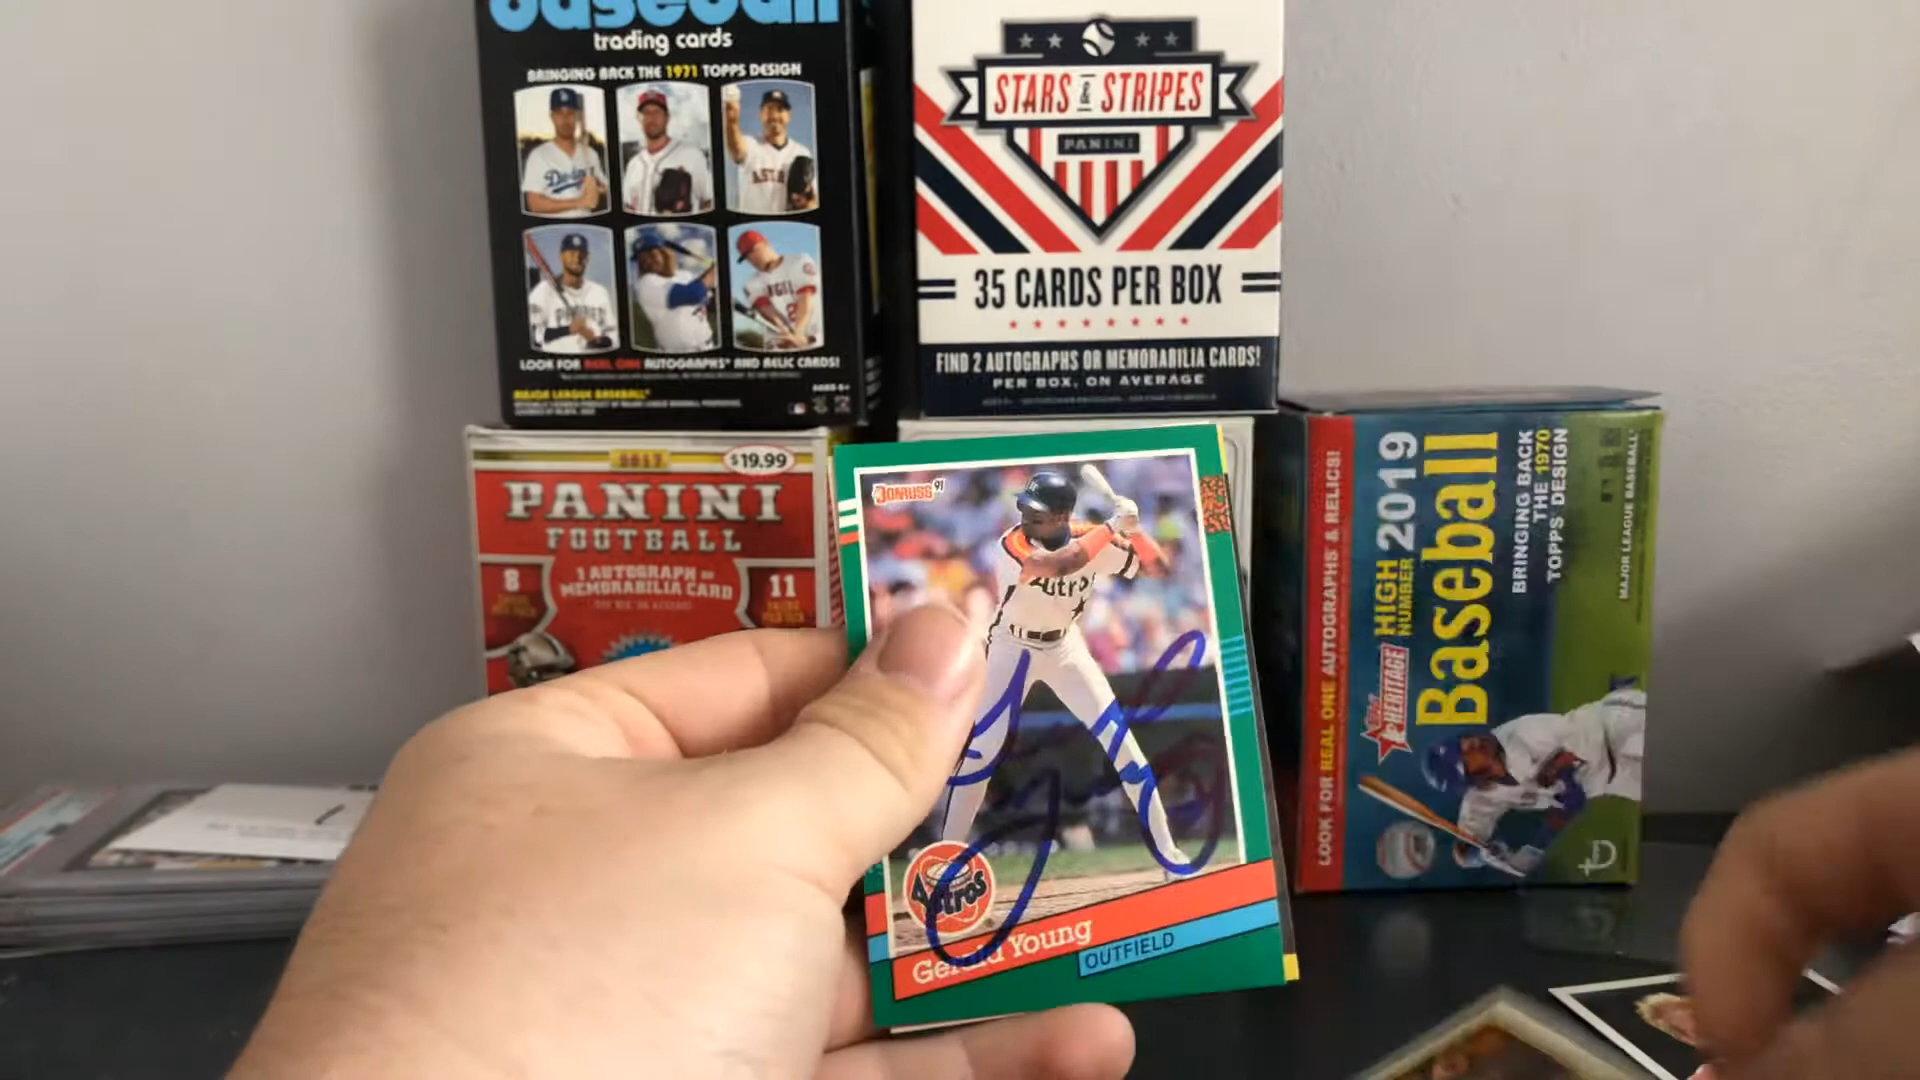 baseball
trading cards
BRINGING BACK THE 1971 TOPPS DESIGN
LOOK FOR REAL ONE AUTOGRAPHS* AND RELIC CARDS!
MAJOR LEAGUE BASEBALL*
STARS & STRIPES
PANINI
35 CARDS PER BOX
FIND 2 AUTOGRAPHS OR MEMORABILIA CARDS!
PER BOX, ON AVERAGE
2017
$19.99
PANINI
FOOTBALL
8
1 AUTOGRAPH OR
MEMORABILIA CARD
11
DONRUSS 91
Astros
Astros
Gerald Young
OUTFIELD
LOOK FOR REAL ONE AUTOGRAPHS & RELICS!
TOPPS HERITAGE
HIGH
NUMBER
2019
Baseball
BRINGING BACK
THE 1970
TOPPS DESIGN
MAJOR LEAGUE BASEBALL*